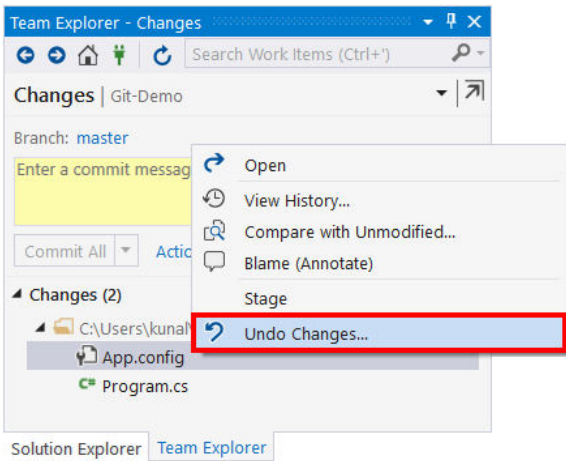 Team Explorer - Changes
Search Work Items (Ctrl+')
Changes | Git-Demo
Branch: master
Enter a commit messag
Open
View History...
Compare with Unmodified...
Commit All
Actio
Blame (Annotate)
Changes (2)
Stage
C:\Users\kunal
Undo Changes...
App.config
C# Program.cs
Solution Explorer
Team Explorer